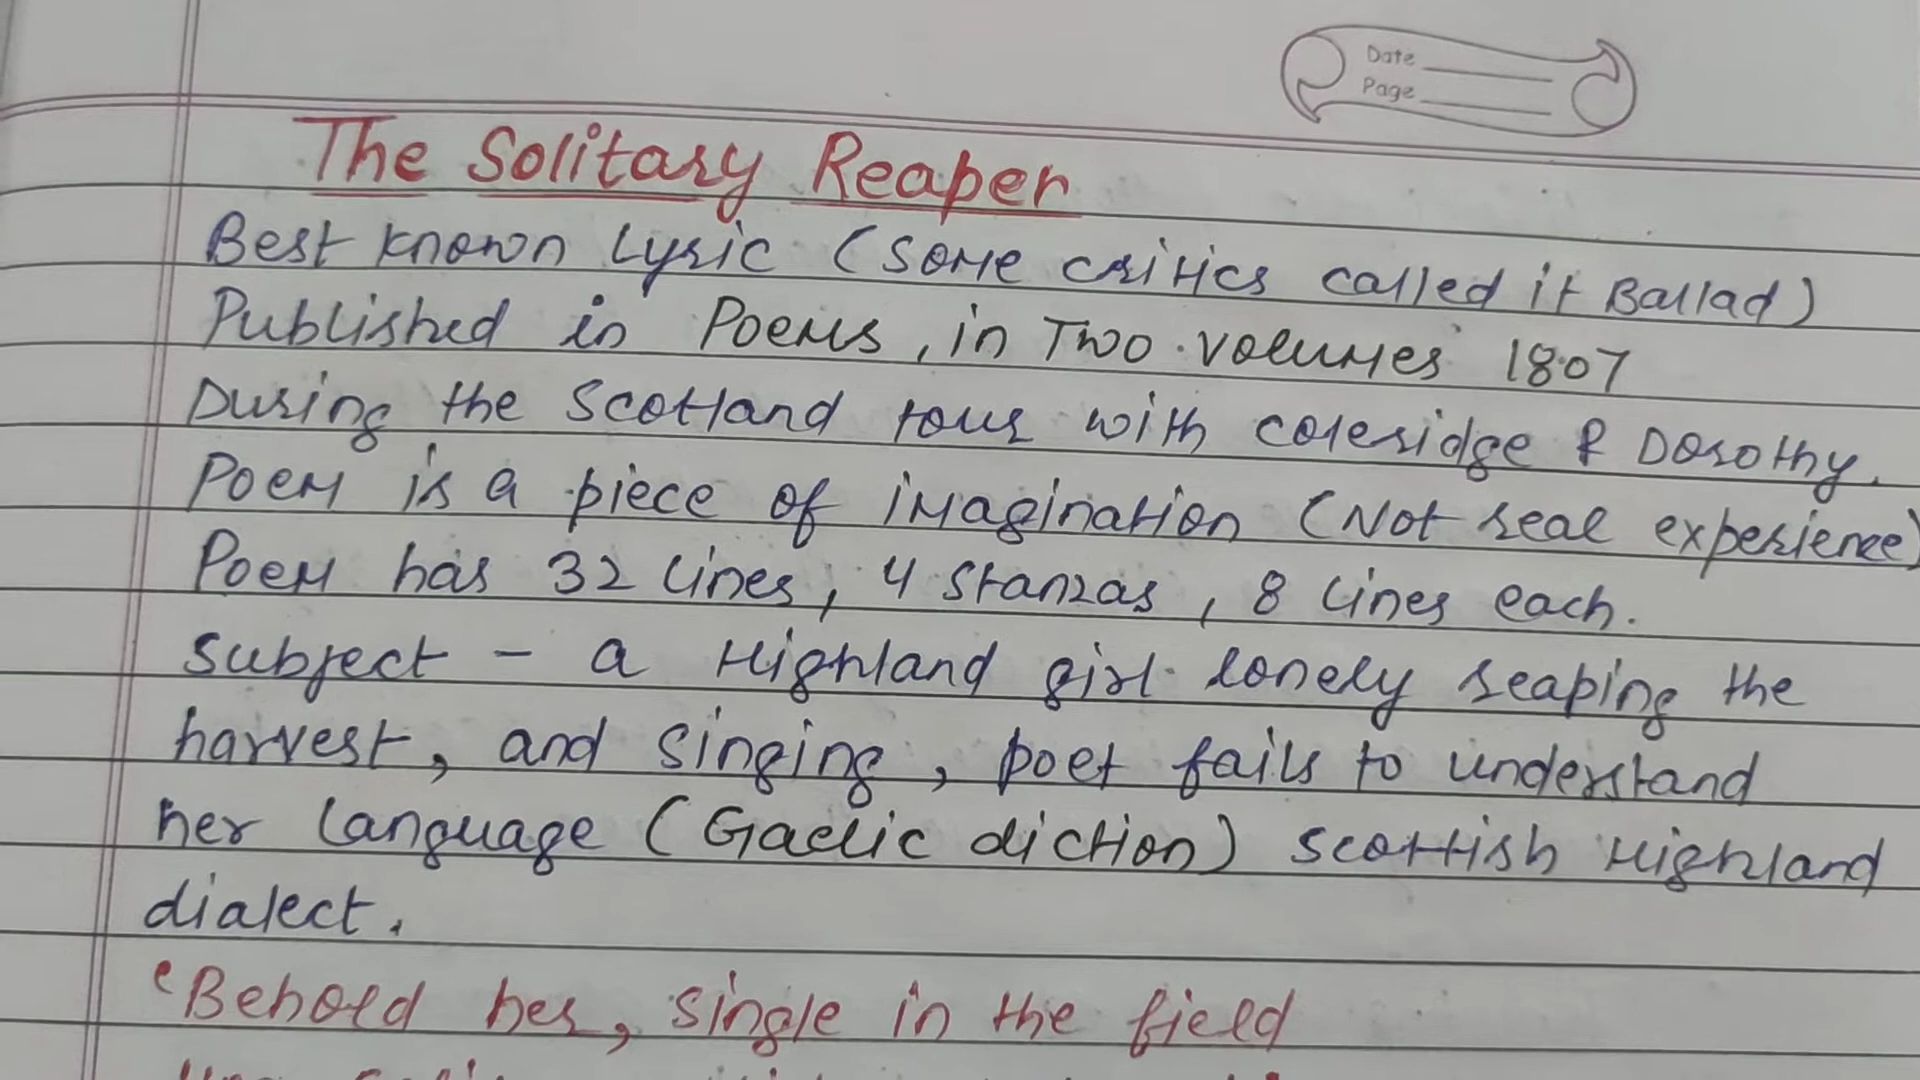 Date
Page
The Solitary Reaper
Best known Lyric (some critics called it Ballad)
Published in Poems, in Two volumes 1807
During the Scotland tour with coleridge & Dorothy.
Poem is a piece of imagination (Not real experience)
Poem has 32 lines, 4 stanzas, 8 lines each.
subject - a Highland girl lonely reaping the
harvest, and singing, poet fails to understand
her language (Gaelic diction) scottish Highland
dialect.
'Behold her, single in the field